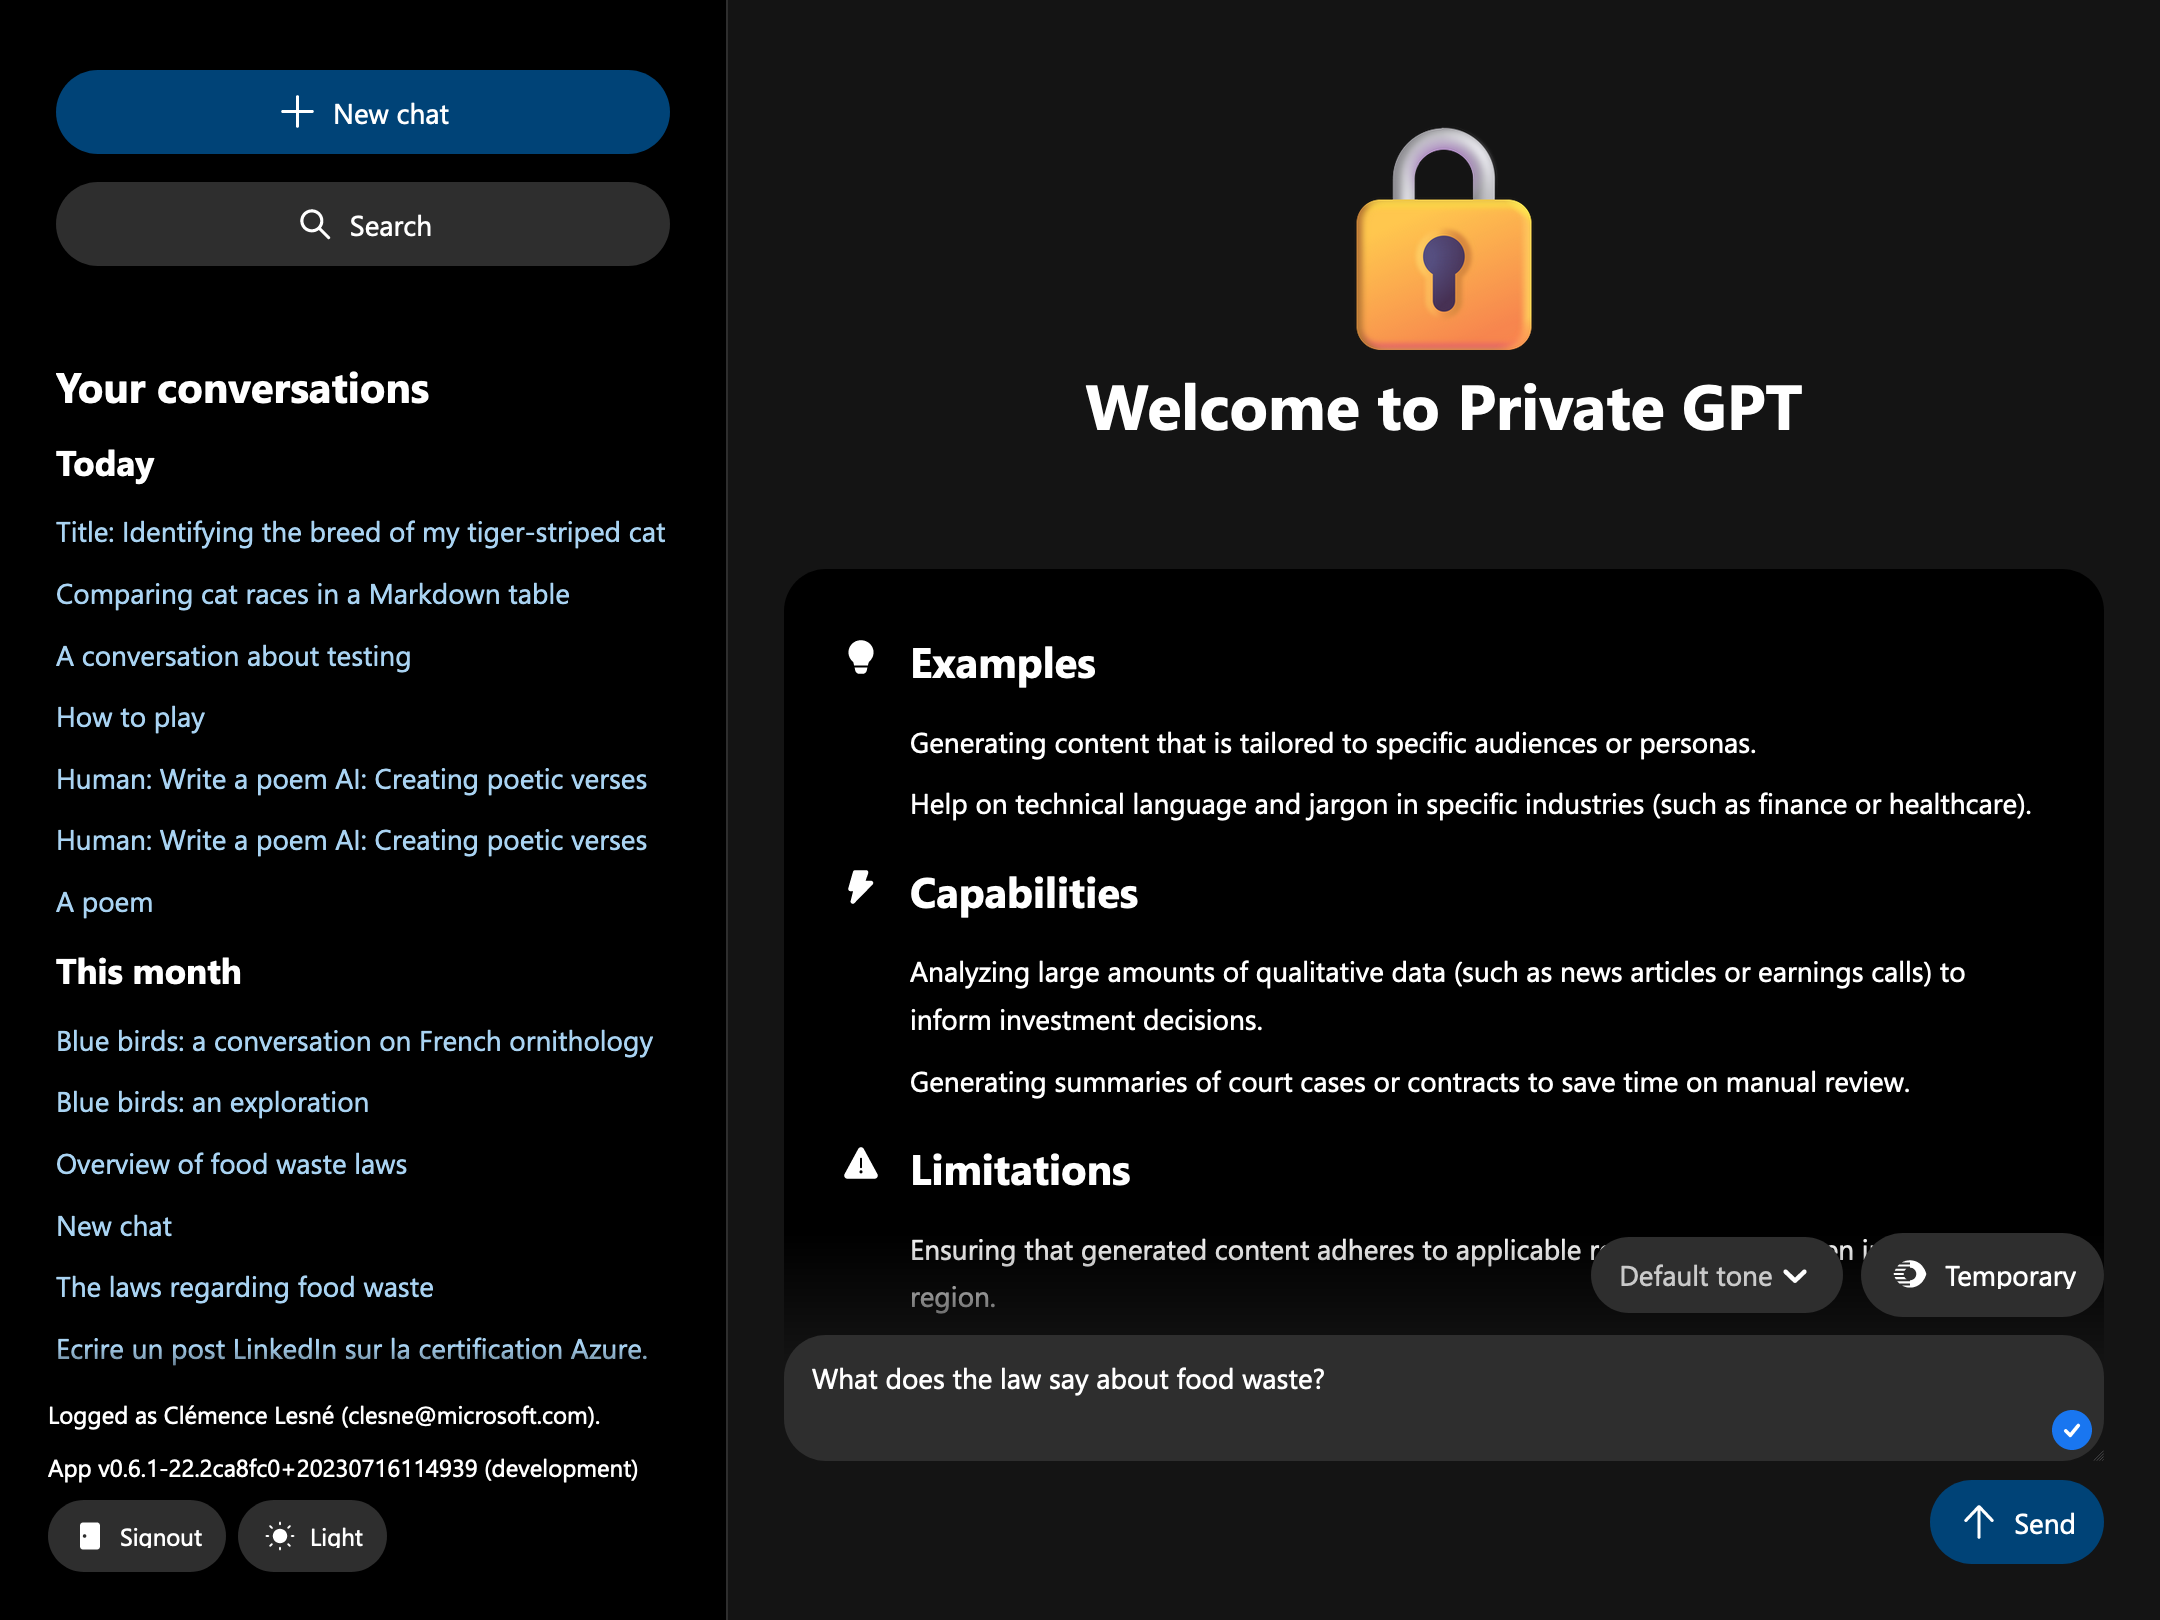 New chat
Search
Your conversations
Today
Title: Identifying the breed of my tiger-striped cat
Comparing cat races in a Markdown table
A conversation about testing
How to play
Human: Write a poem AI: Creating poetic verses
Human: Write a poem AI: Creating poetic verses
A poem
This month
Blue birds: a conversation on French ornithology
Blue birds: an exploration
Overview of food waste laws
New chat
The laws regarding food waste
Ecrire un post LinkedIn sur la certification Azure.
Logged as Clémence Lesné (clesne@microsoft.com).
App v0.6.1-22.2ca8fc0+20230716114939 (development)
Signout
Light
Welcome to Private GPT
Examples
Generating content that is tailored to specific audiences or personas.
Help on technical language and jargon in specific industries (such as finance or healthcare).
Capabilities
Analyzing large amounts of qualitative data (such as news articles or earnings calls) to
inform investment decisions.
Generating summaries of court cases or contracts to save time on manual review.
Limitations
Ensuring that generated content adheres to applicable
region.
Default tone
Temporary
What does the law say about food waste?
Send